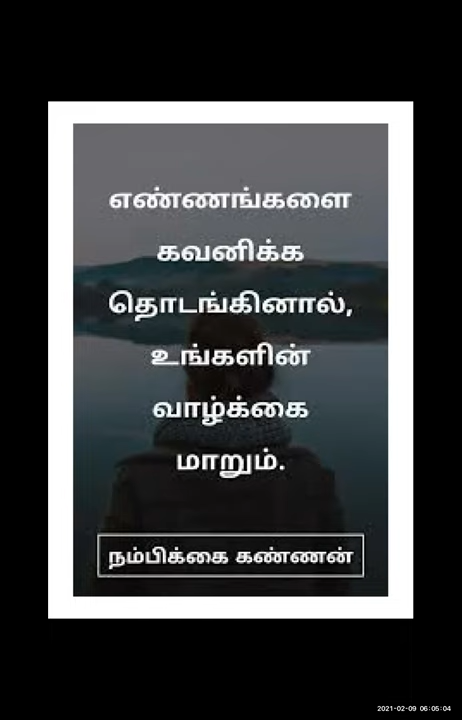 எண்ணங்களை
கவனிக்க
தொடங்கினால்,
உங்களின்
வாழ்க்கை
மாறும்.
நம்பிக்கை கண்ணன்
2021-02-09 06:05:04